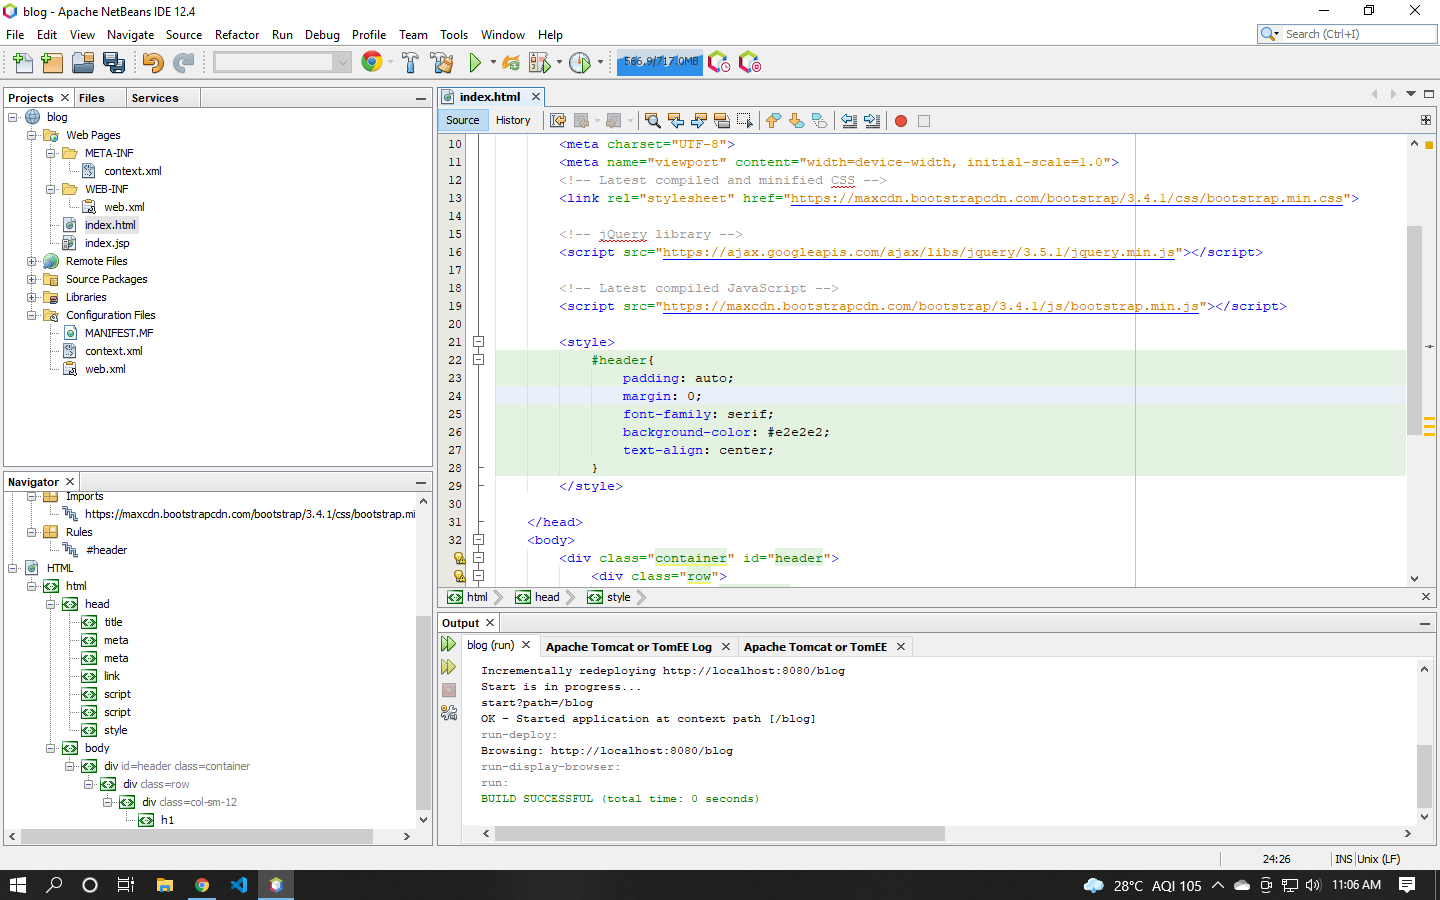 blog - Apache NetBeans IDE 12.4
File Edit View Navigate Source Refactor Run Debug Profile Team Tools Window Help
Search (Ctrl+I)
566.9/717.0MB
Projects Files Services
blog
Web Pages
META-INF
context.xml
WEB-INF
web.xml
index.html
index.jsp
Remote Files
Source Packages
Libraries
Configuration Files
MANIFEST.MF
context.xml
web.xml
Navigator
Imports
https://maxcdn.bootstrapcdn.com/bootstrap/3.4.1/css/bootstrap.mi
Rules
#header
HTML
html
head
title
meta
meta
link
script
script
style
body
div id=header class=container
div class=row
div class=col-sm-12
h1
index.html
Source History
10 <meta charset="UTF-8">
11 <meta name="viewport" content="width=device-width, initial-scale=1.0">
12 <!-- Latest compiled and minified CSS -->
13 <link rel="stylesheet" href="https://maxcdn.bootstrapcdn.com/bootstrap/3.4.1/css/bootstrap.min.css">
14
15 <!-- jQuery library -->
16 <script src="https://ajax.googleapis.com/ajax/libs/jquery/3.5.1/jquery.min.js"></script>
17
18 <!-- Latest compiled JavaScript -->
19 <script src="https://maxcdn.bootstrapcdn.com/bootstrap/3.4.1/js/bootstrap.min.js"></script>
20
21 <style>
22 #header{
23 padding: auto;
24 margin: 0;
25 font-family: serif;
26 background-color: #e2e2e2;
27 text-align: center;
28 }
29 </style>
30
31 </head>
32 <body>
<div class="container" id="header">
<div class="row">
html head style
Output
blog (run) Apache Tomcat or TomEE Log Apache Tomcat or TomEE
Incrementally redeploying http://localhost:8080/blog
Start is in progress...
start?path=/blog
OK - Started application at context path [/blog]
run-deploy:
Browsing: http://localhost:8080/blog
run-display-browser:
run:
BUILD SUCCESSFUL (total time: 0 seconds)
24:26 INS Unix (LF)
28°C AQI 105 11:06 AM